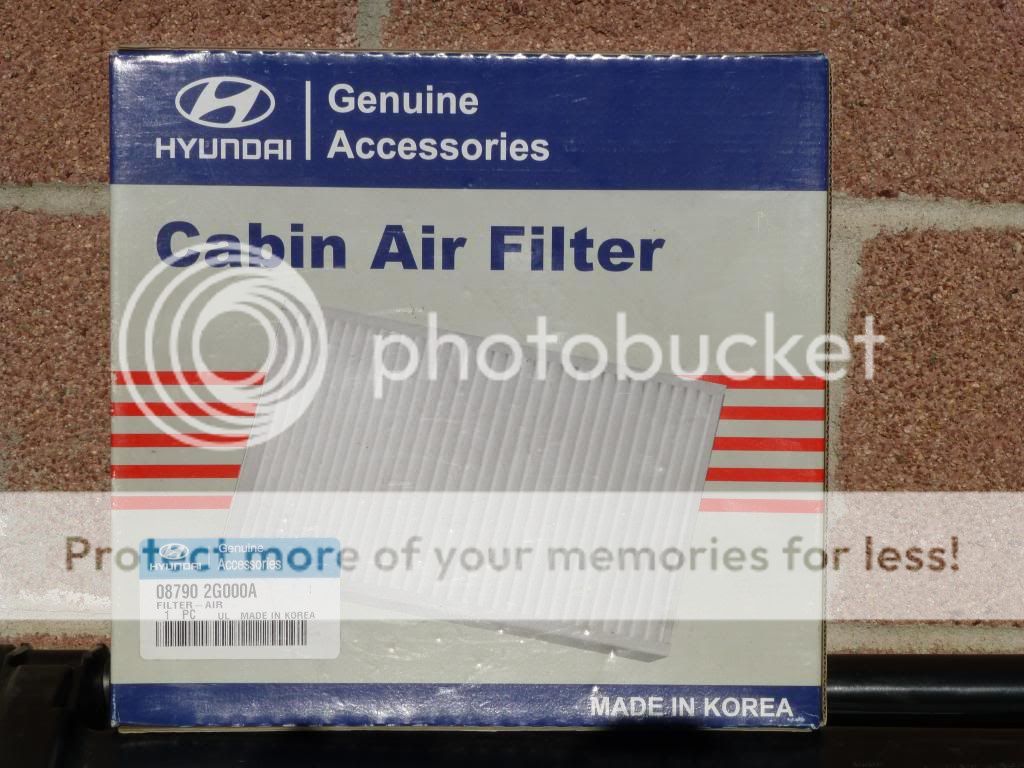 HYUNDAI
Genuine
Accessories
Cabin Air Filter
photobucket
Protect more of your memories for less!
HYUNDAI
Genuine
Accessories
08790 2G000A
FILTER-AIR
1 PC UL MADE IN KOREA
MADE IN KOREA